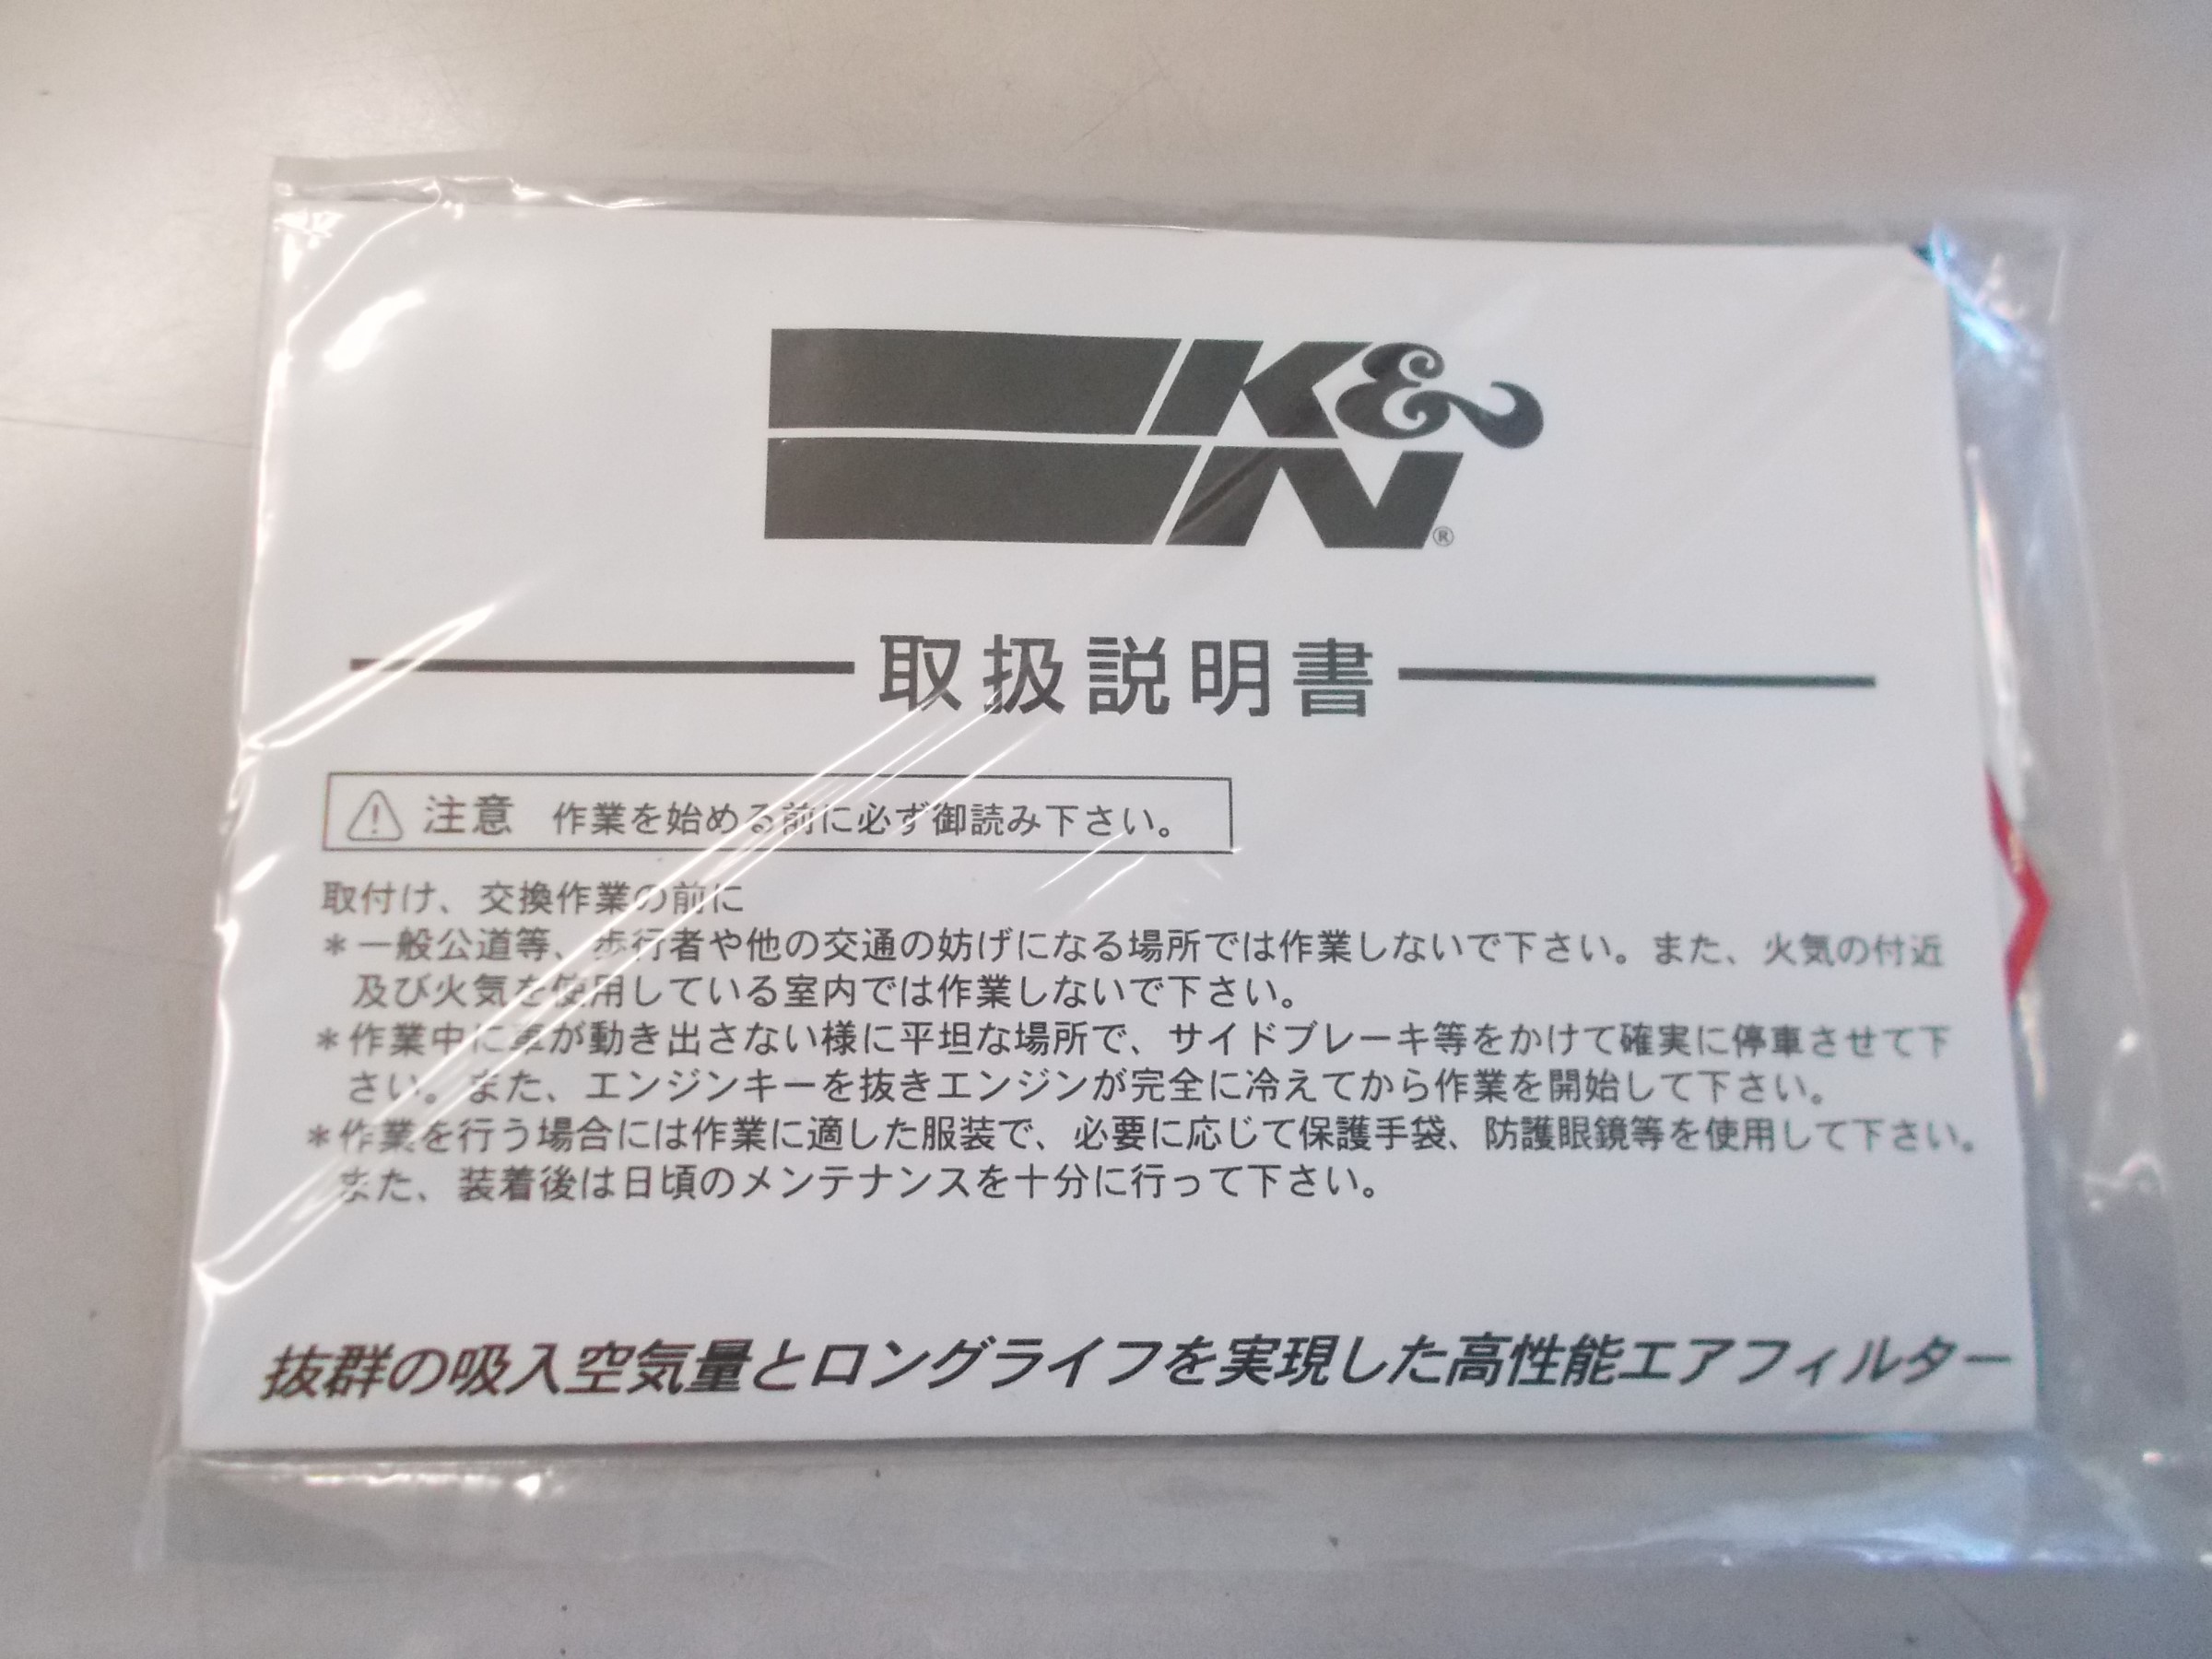 K&
N®
取扱説明書
注意 作業を始める前に必ず御読み下さい。
取付け、交換作業の前に
＊一般公道等、歩行者や他の交通の妨げになる場所では作業しないで下さい。また、火気の付近
及び火気を使用している室内では作業しないで下さい。
＊作業中に車が動き出さない様に平坦な場所で、サイドブレーキ等をかけて確実に停車させて下
さい。また、エンジンキーを抜きエンジンが完全に冷えてから作業を開始して下さい。
＊作業を行う場合には作業に適した服装で、必要に応じて保護手袋、防護眼鏡等を使用して下さい。
また、装着後は日頃のメンテナンスを十分に行って下さい。
抜群の吸入空気量とロングライフを実現した高性能エアフィルター